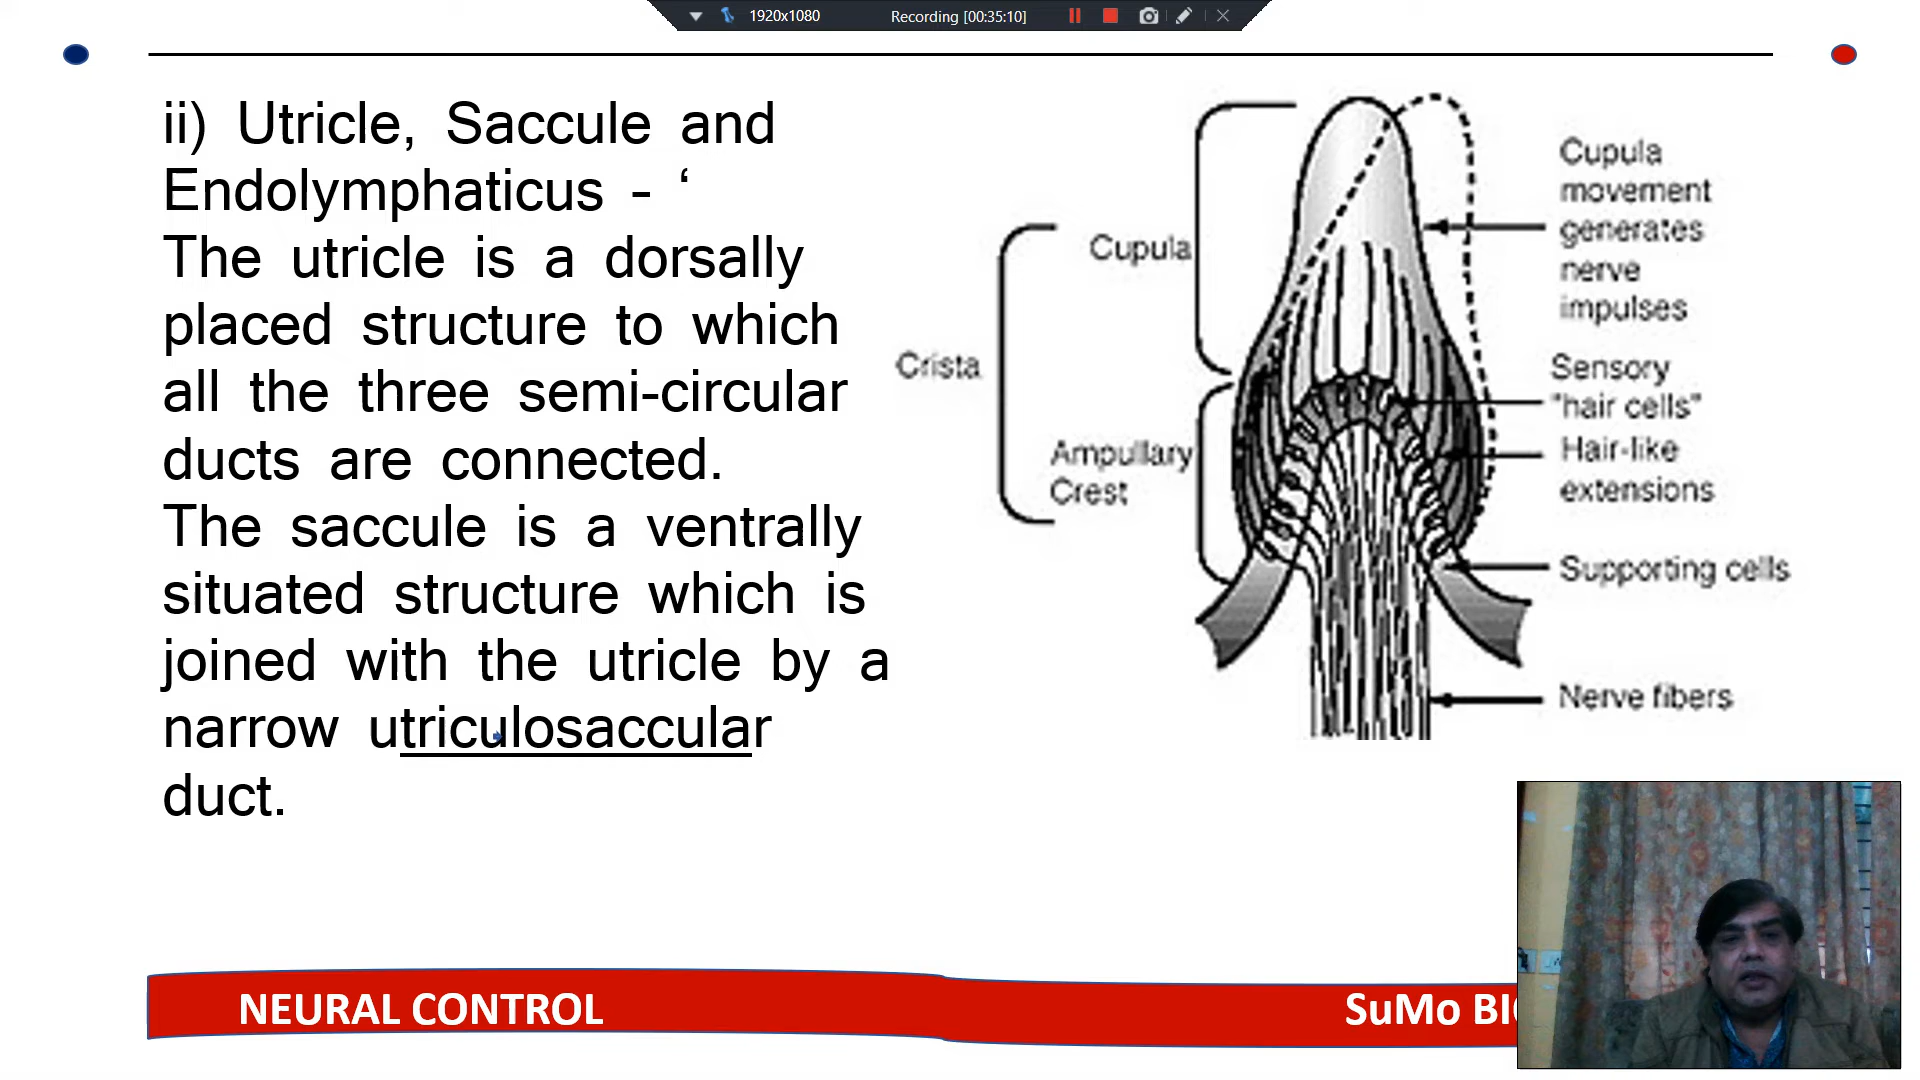 1920x1080 Recording [00:35:10]
ii) Utricle, Saccule and
Endolymphaticus – ‘
The utricle is a dorsally
placed structure to which
all the three semi-circular
ducts are connected.
The saccule is a ventrally
situated structure which is
joined with the utricle by a
narrow utriculosaccular
duct.
Crista
Cupula
Ampullary
Crest
Cupula
movement
generates
nerve
impulses
Sensory
"hair cells"
Hair-like
extensions
Supporting cells
Nerve fibers
NEURAL CONTROL
SuMo